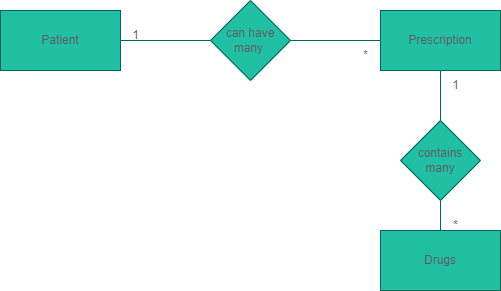 Patient
1
can have
many
*
Prescription
1
contains
many
*
Drugs